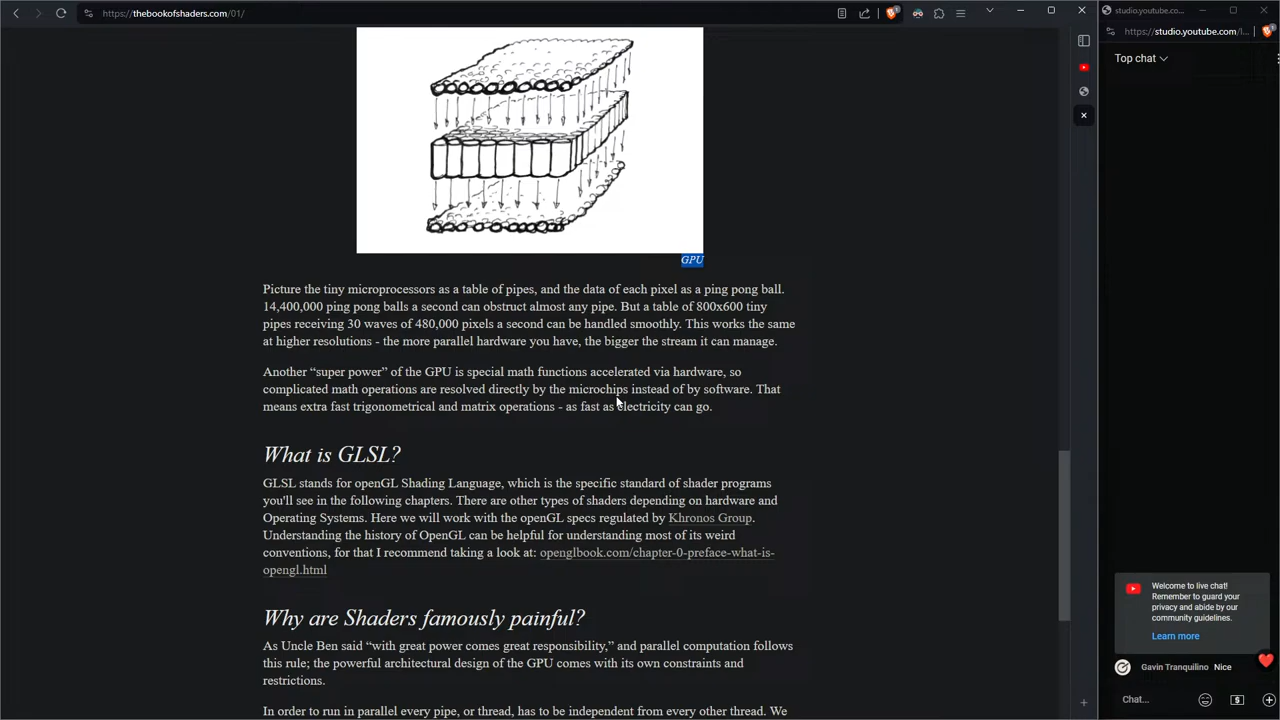 https://thebookofshaders.com/01/
studio.youtube.co...
https://studio.youtube.com/l...
Top chat
GPU
Picture the tiny microprocessors as a table of pipes, and the data of each pixel as a ping pong ball.
14,400,000 ping pong balls a second can obstruct almost any pipe. But a table of 800x600 tiny
pipes receiving 30 waves of 480,000 pixels a second can be handled smoothly. This works the same
at higher resolutions - the more parallel hardware you have, the bigger the stream it can manage.
Another “super power” of the GPU is special math functions accelerated via hardware, so
complicated math operations are resolved directly by the microchips instead of by software. That
means extra fast trigonometrical and matrix operations - as fast as electricity can go.
What is GLSL?
GLSL stands for openGL Shading Language, which is the specific standard of shader programs
you'll see in the following chapters. There are other types of shaders depending on hardware and
Operating Systems. Here we will work with the openGL specs regulated by Khronos Group.
Understanding the history of OpenGL can be helpful for understanding most of its weird
conventions, for that I recommend taking a look at: openglbook.com/chapter-0-preface-what-is-
opengl.html
Why are Shaders famously painful?
As Uncle Ben said “with great power comes great responsibility,” and parallel computation follows
this rule; the powerful architectural design of the GPU comes with its own constraints and
restrictions.
In order to run in parallel every pipe, or thread, has to be independent from every other thread. We
Welcome to live chat!
Remember to guard your
privacy and abide by our
community guidelines.
Learn more
Gavin Tranquilino Nice
Chat...